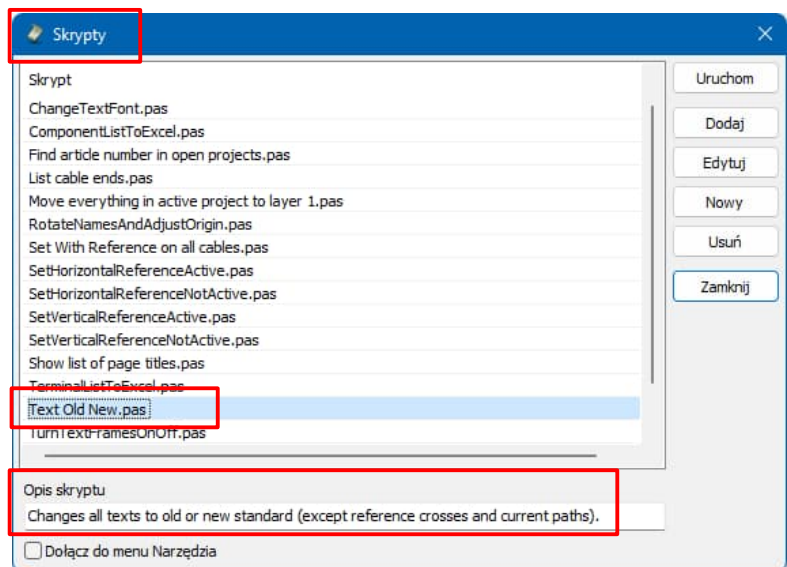 Skrypty
Skrypt
ChangeTextFont.pas
ComponentListToExcel.pas
Find article number in open projects.pas
List cable ends.pas
Move everything in active project to layer 1.pas
RotateNamesAndAdjustOrigin.pas
Set With Reference on all cables.pas
SetHorizontalReferenceActive.pas
SetHorizontalReferenceNotActive.pas
SetVerticalReferenceActive.pas
SetVerticalReferenceNotActive.pas
Show list of page titles.pas
TerminalListToExcel.pas
Text Old New.pas
TurnTextFramesOnOff.pas
Uruchom
Dodaj
Edytuj
Nowy
Usuń
Zamknij
Opis skryptu
Changes all texts to old or new standard (except reference crosses and current paths).
Dołącz do menu Narzędzia